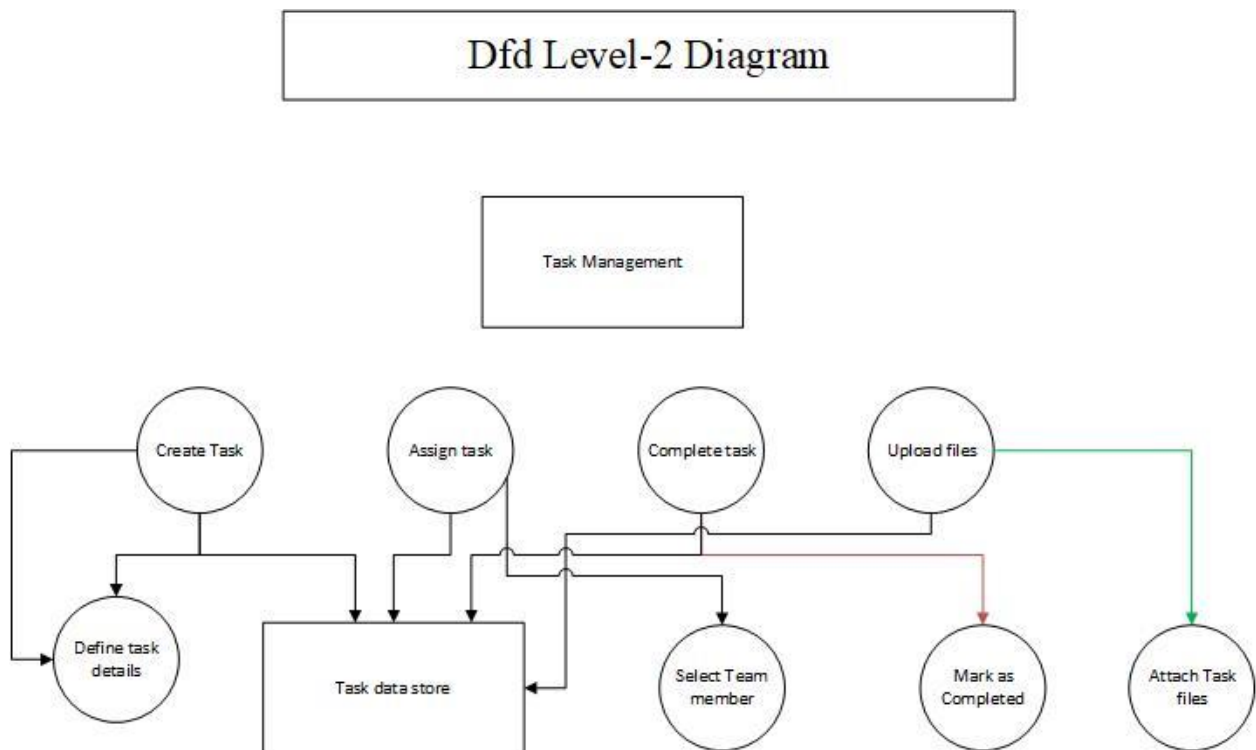 Dfd Level-2 Diagram
Task Management
Create Task
Assign task
Complete task
Upload files
Define task
details
Task data store
Select Team
member
Mark as
Completed
Attach Task
files